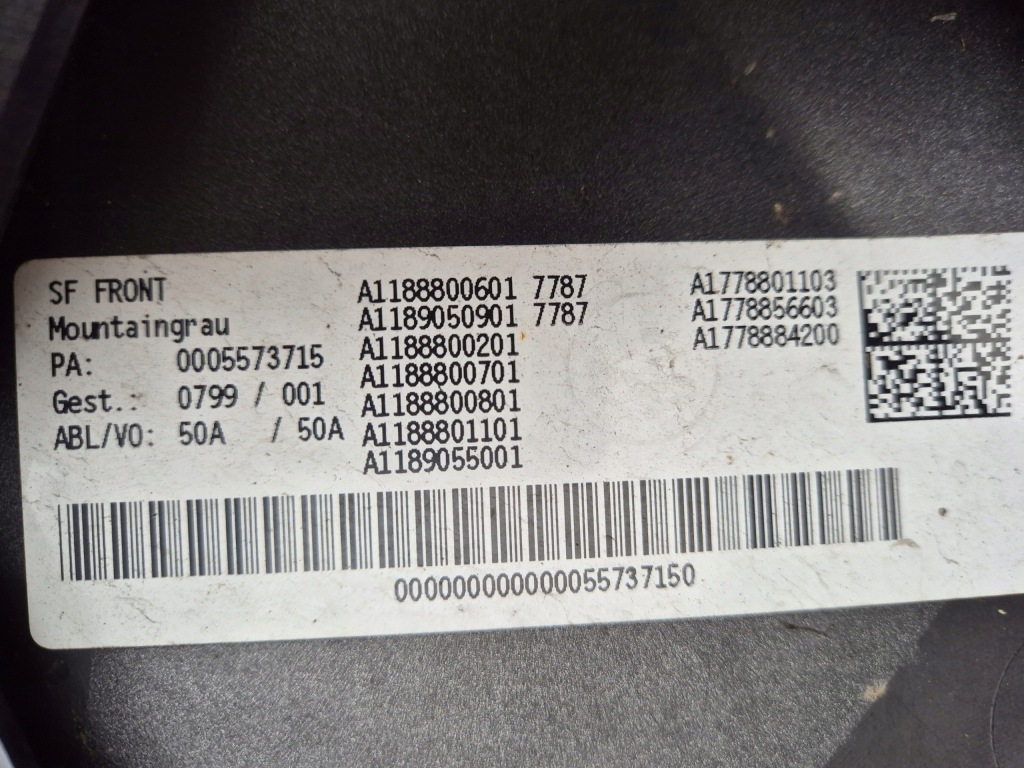 SF FRONT
Mountaingrau
PA: 0005573715
Gest.: 0799 / 001
ABL/VO: 50A / 50A
A1188800601 7787
A1189050901 7787
A1188800201
A1188800701
A1188800801
A1188801101
A1189055001
A1778801103
A1778856603
A1778884200
000000000000055737150